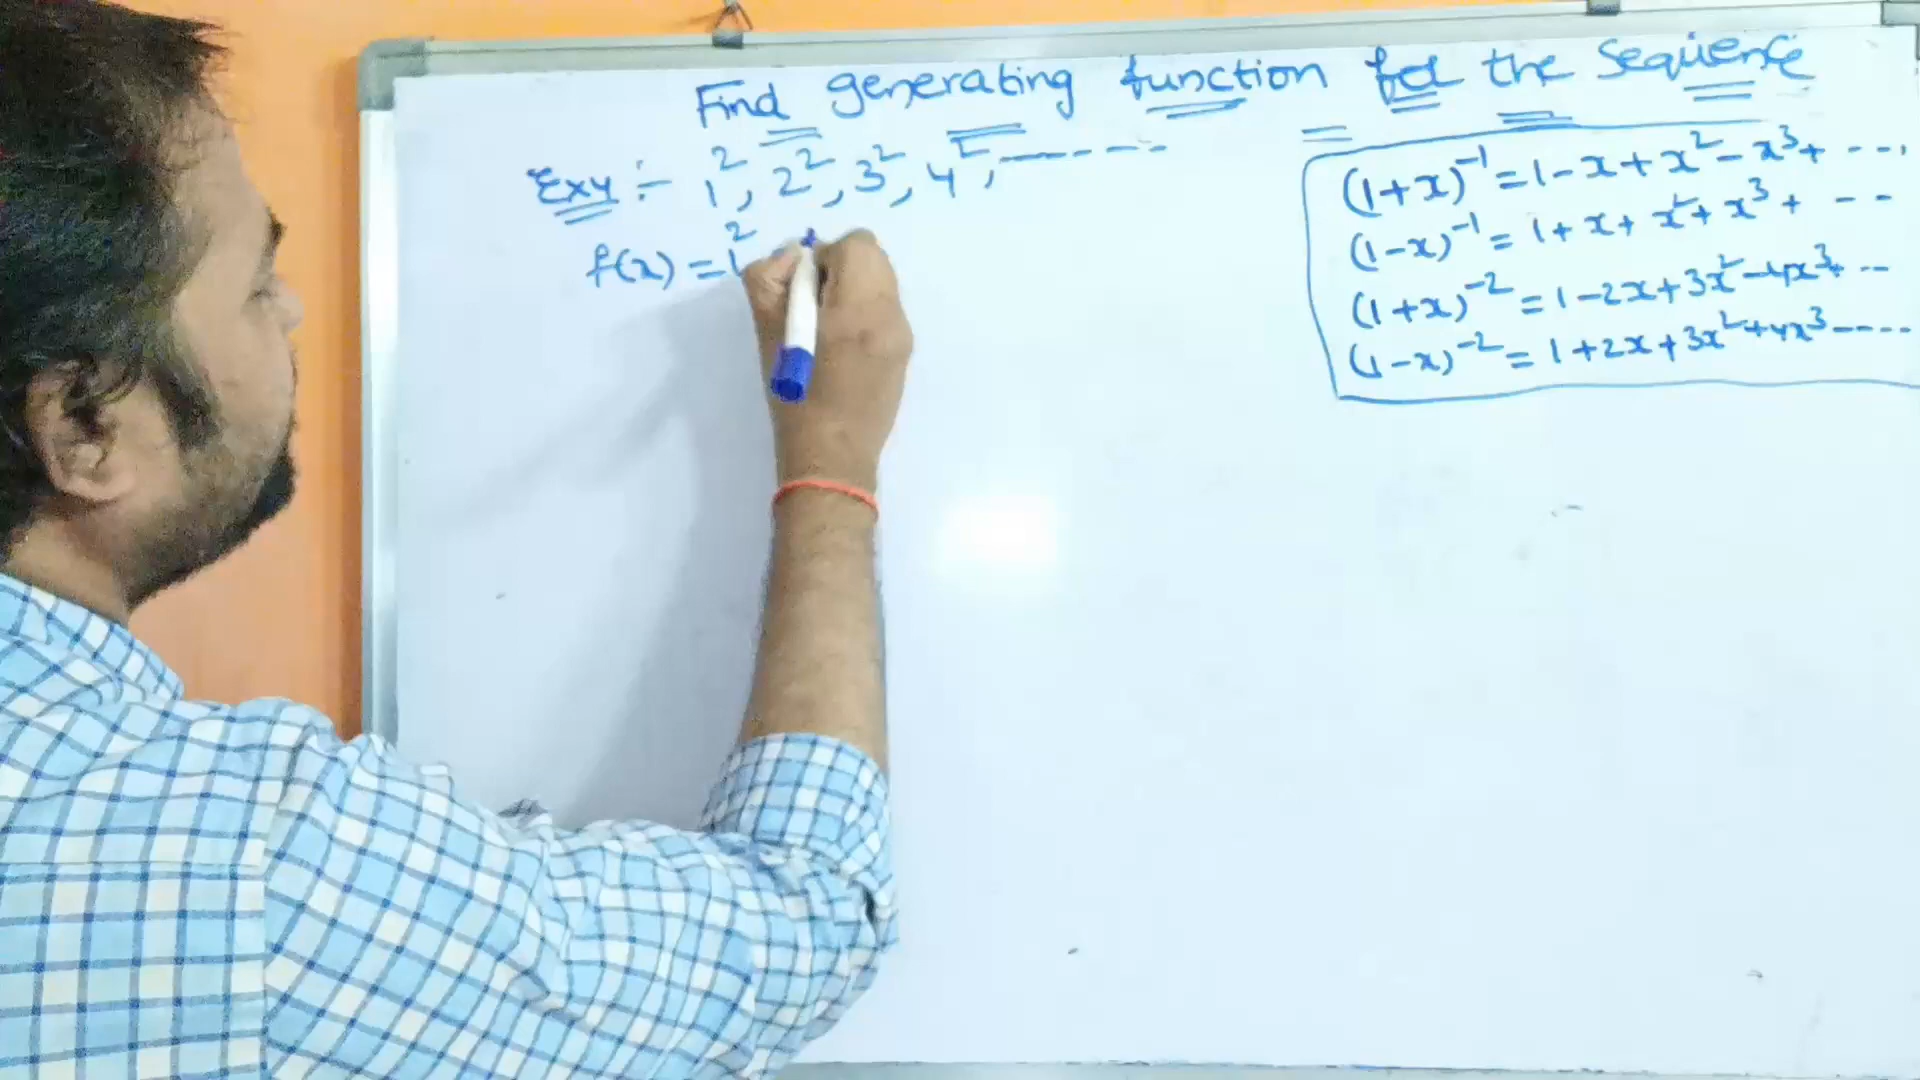 Find generating function for the sequence
Ex4 :- 1², 2², 3², 4², -------
f(x) = 1²
(1+x)⁻¹ = 1-x+x²-x³+ ---
(1-x)⁻¹ = 1+x+x²+x³+ ---
(1+x)⁻² = 1-2x+3x²-4x³+ --
(1-x)⁻² = 1+2x+3x²+4x³----